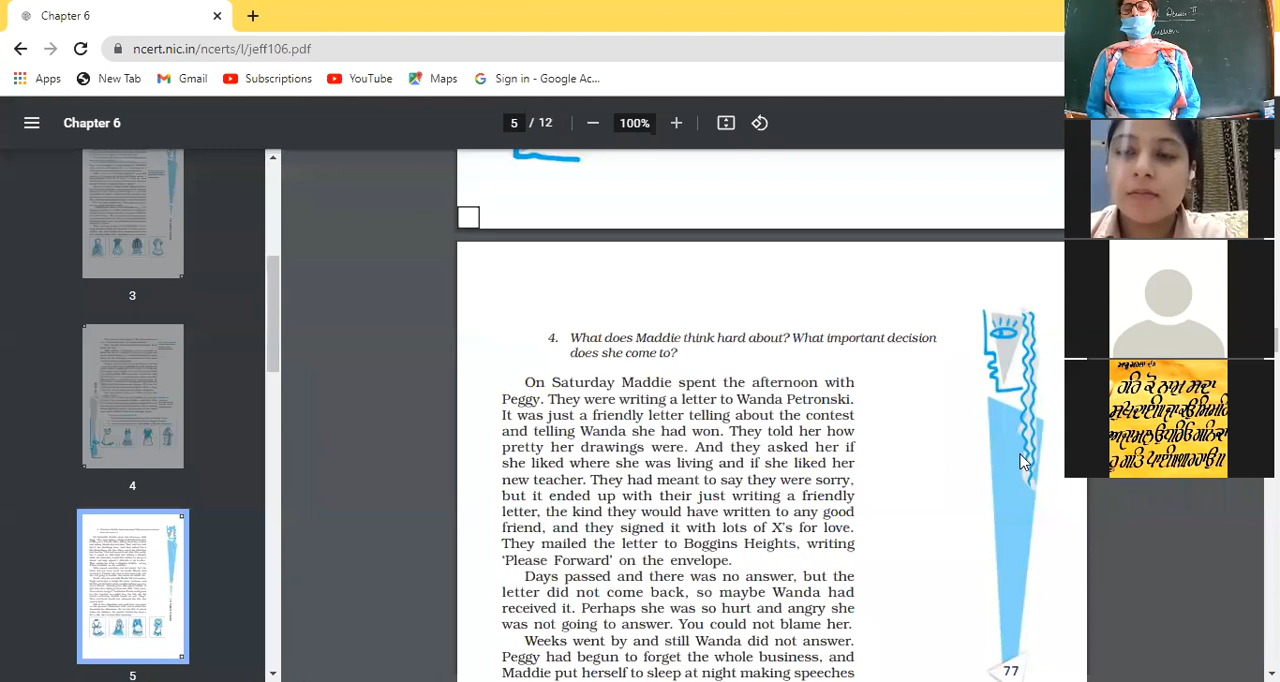 Chapter 6
ncert.nic.in/ncerts/l/jeff106.pdf
Apps New Tab Gmail Subscriptions YouTube Maps Sign in - Google Ac...
Chapter 6
5 / 12
100%
3
4
5
4. What does Maddie think hard about? What important decision
does she come to?
On Saturday Maddie spent the afternoon with
Peggy. They were writing a letter to Wanda Petronski.
It was just a friendly letter telling about the contest
and telling Wanda she had won. They told her how
pretty her drawings were. And they asked her if
she liked where she was living and if she liked her
new teacher. They had meant to say they were sorry,
but it ended up with their just writing a friendly
letter, the kind they would have written to any good
friend, and they signed it with lots of X's for love.
They mailed the letter to Boggins Heights, writing
‘Please Forward’ on the envelope.
Days passed and there was no answer, but the
letter did not come back, so maybe Wanda had
received it. Perhaps she was so hurt and angry she
was not going to answer. You could not blame her.
Weeks went by and still Wanda did not answer.
Peggy had begun to forget the whole business, and
Maddie put herself to sleep at night making speeches
77